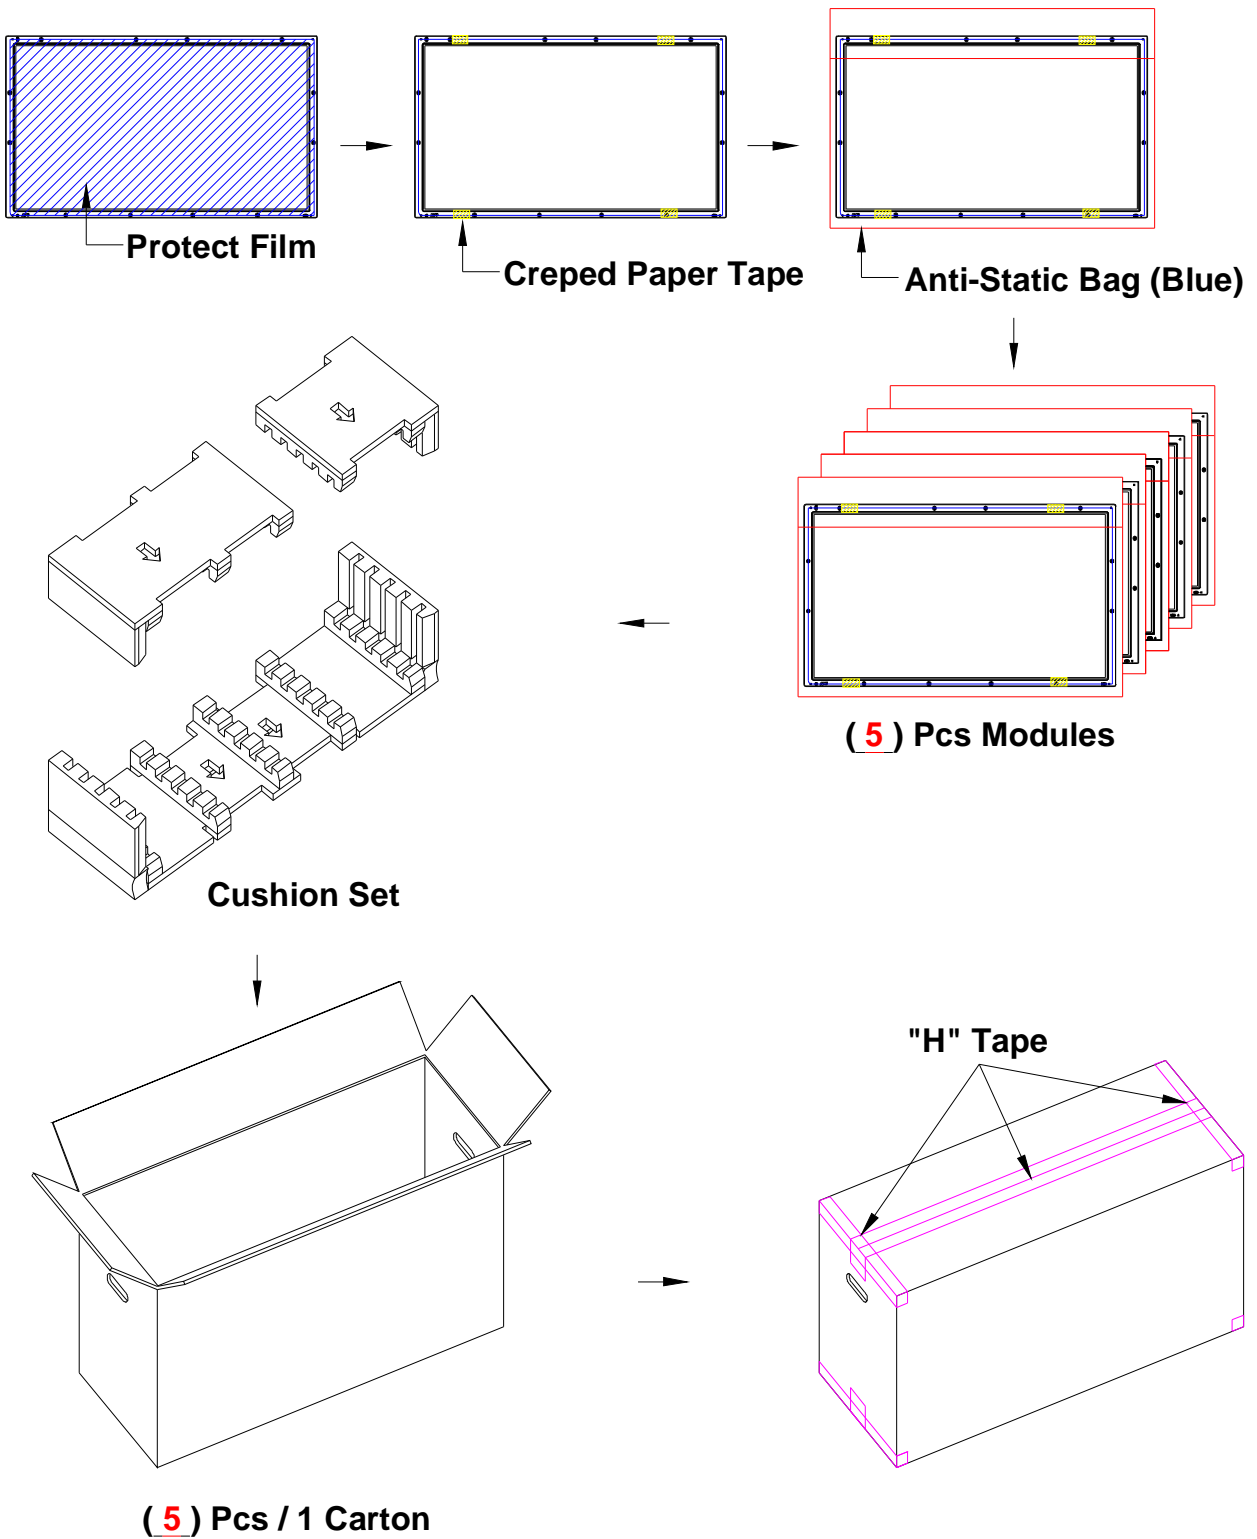 Protect Film
Creped Paper Tape
Anti-Static Bag (Blue)
( 5 ) Pcs Modules
Cushion Set
"H" Tape
( 5 ) Pcs / 1 Carton